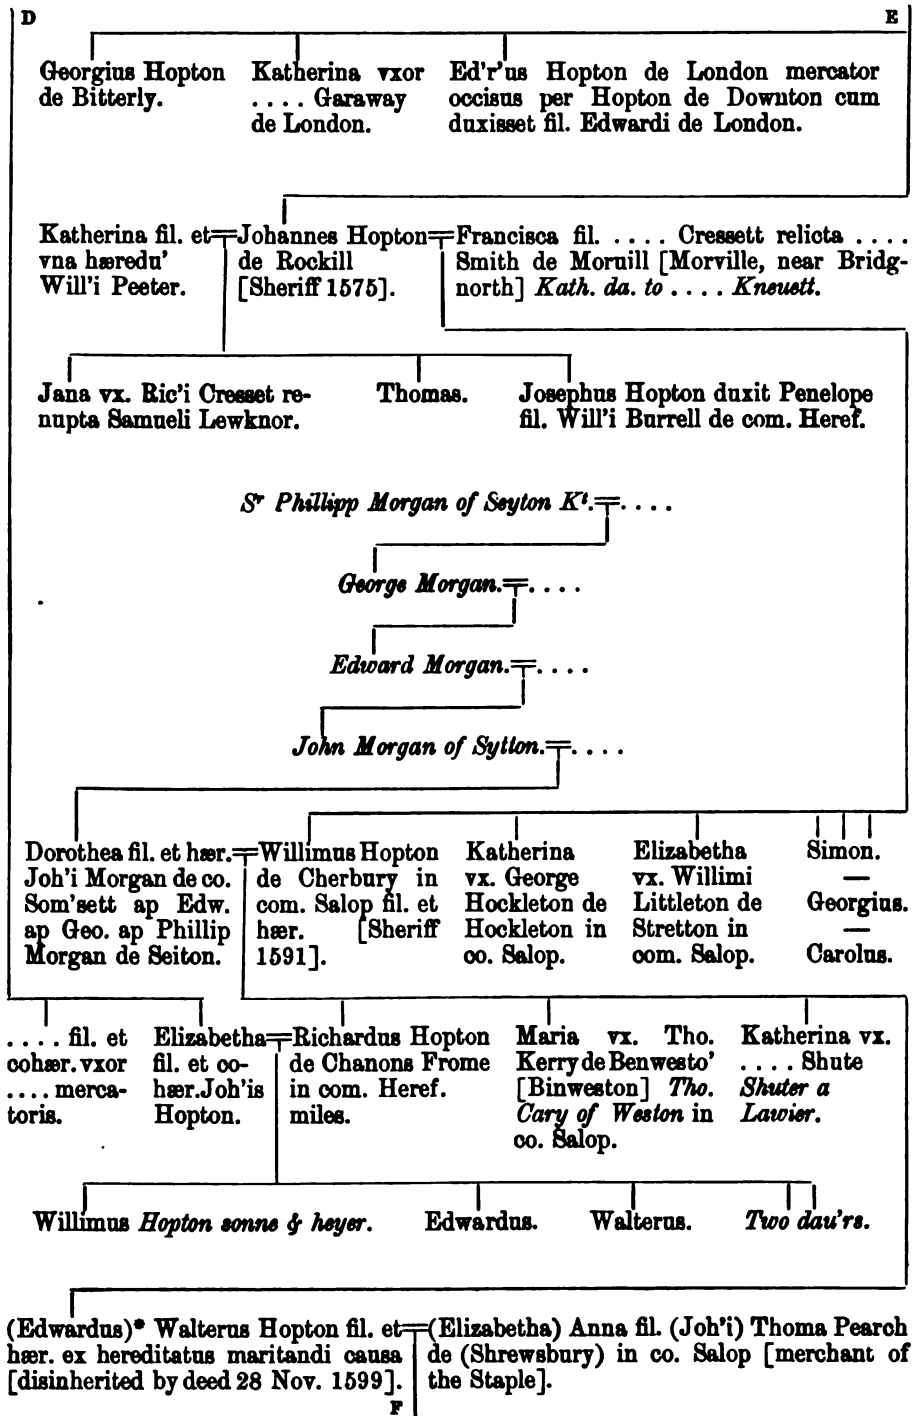 D E
Georgius Hopton
de Bitterly.
Katherina vxor
. . . . Garaway
de London.
Ed'r'us Hopton de London mercator
occisus per Hopton de Downton cum
duxisset fil. Edwardi de London.
Katherina fil. et
vna hæredu'
Will'i Peeter.
Johannes Hopton
de Rockill
[Sheriff 1575].
Francisca fil. . . . . Cressett relicta . . . .
Smith de Moruill [Morville, near Bridg-
north] Kath. da. to . . . . Kneuett.
Jana vx. Ric'i Cresset re-
nupta Samueli Lewknor.
Thomas.
Josephus Hopton duxit Penelope
fil. Will'i Burrell de com. Heref.
Sr Phillipp Morgan of Seyton Kt. . . . .
George Morgan. . . . .
Edward Morgan. . . . .
John Morgan of Sytton. . . . .
Dorothea fil. et hær.
Joh'i Morgan de co.
Som'sett ap Edw.
ap Geo. ap Phillip
Morgan de Seiton.
Willimus Hopton
de Cherbury in
com. Salop fil. et
hær. [Sheriff
1591].
Katherina
vx. George
Hockleton de
Hockleton in
co. Salop.
Elizabetha
vx. Willimi
Littleton de
Stretton in
com. Salop.
Simon.
—
Georgius.
—
Carolus.
. . . . fil. et
cohær. vxor
. . . . merca-
toris.
Elizabetha
fil. et co-
hær. Joh'is
Hopton.
Richardus Hopton
de Chanons Frome
in com. Heref.
miles.
Maria vx. Tho.
Kerry de Benwesto'
[Binweston] Tho.
Cary of Weston in
co. Salop.
Katherina vx.
. . . . Shute
Shuter a
Lawier.
Willimus Hopton sonne & heyer.
Edwardus.
Walterus.
Two dau'rs.
(Edwardus)* Walterus Hopton fil. et
hær. ex hereditatus maritandi causa
[disinherited by deed 28 Nov. 1599].
(Elizabetha) Anna fil. (Joh'i) Thoma Pearch
de (Shrewsbury) in co. Salop [merchant of
the Staple].
F